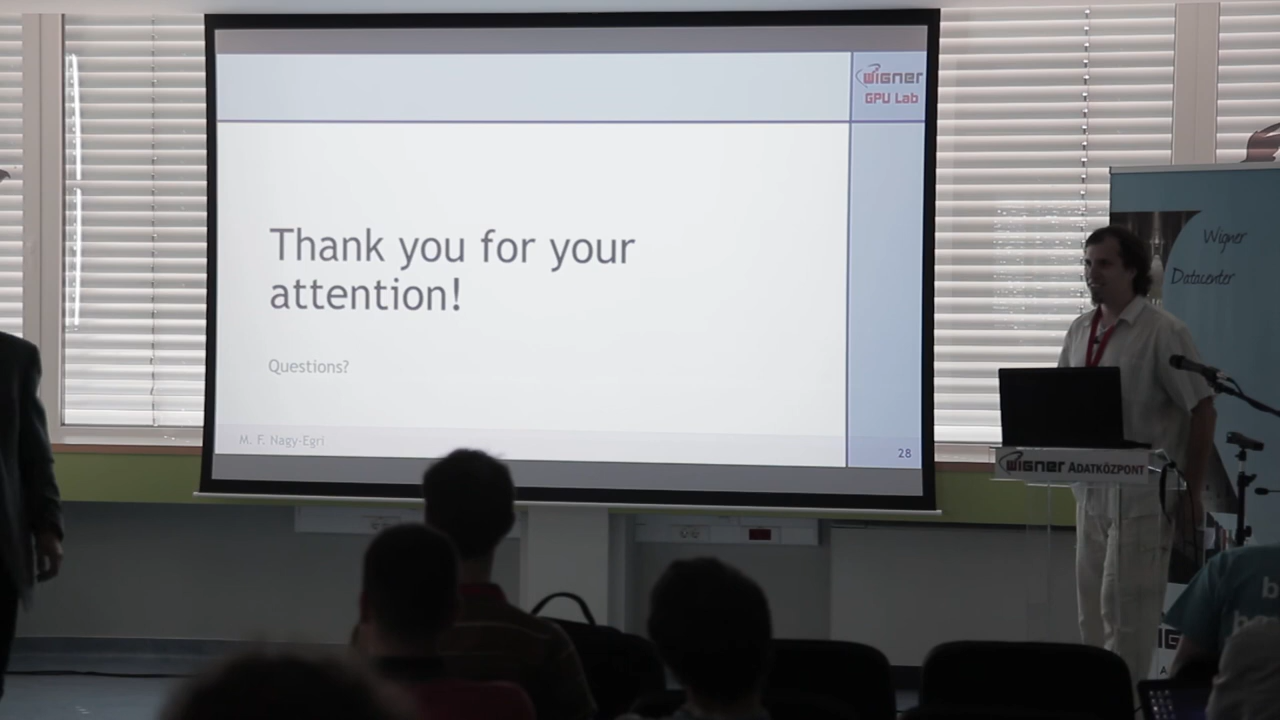 wigner
GPU Lab
Thank you for your
attention!
Questions?
M. F. Nagy-Egri
28
Wigner
Datacenter
wigner ADATKÖZPONT